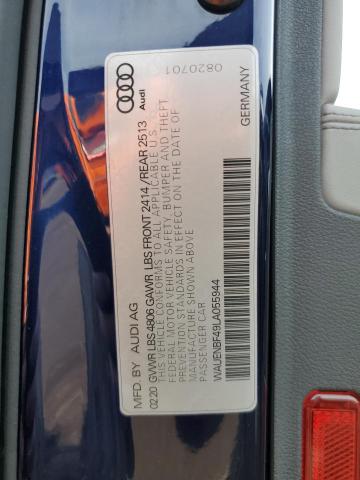 MFD. BY AUDI AG
02.20 GVWR LBS 4806 GAWR LBS FRONT 2414 / REAR 2513
THIS VEHICLE CONFORMS TO ALL APPLICABLE U.S.
FEDERAL MOTOR VEHICLE SAFETY, BUMPER AND THEFT
PREVENTION STANDARDS IN EFFECT ON THE DATE OF
MANUFACTURE SHOWN ABOVE
PASSENGER CAR
WAUENBF49LA055944
GERMANY
Audi
0820701